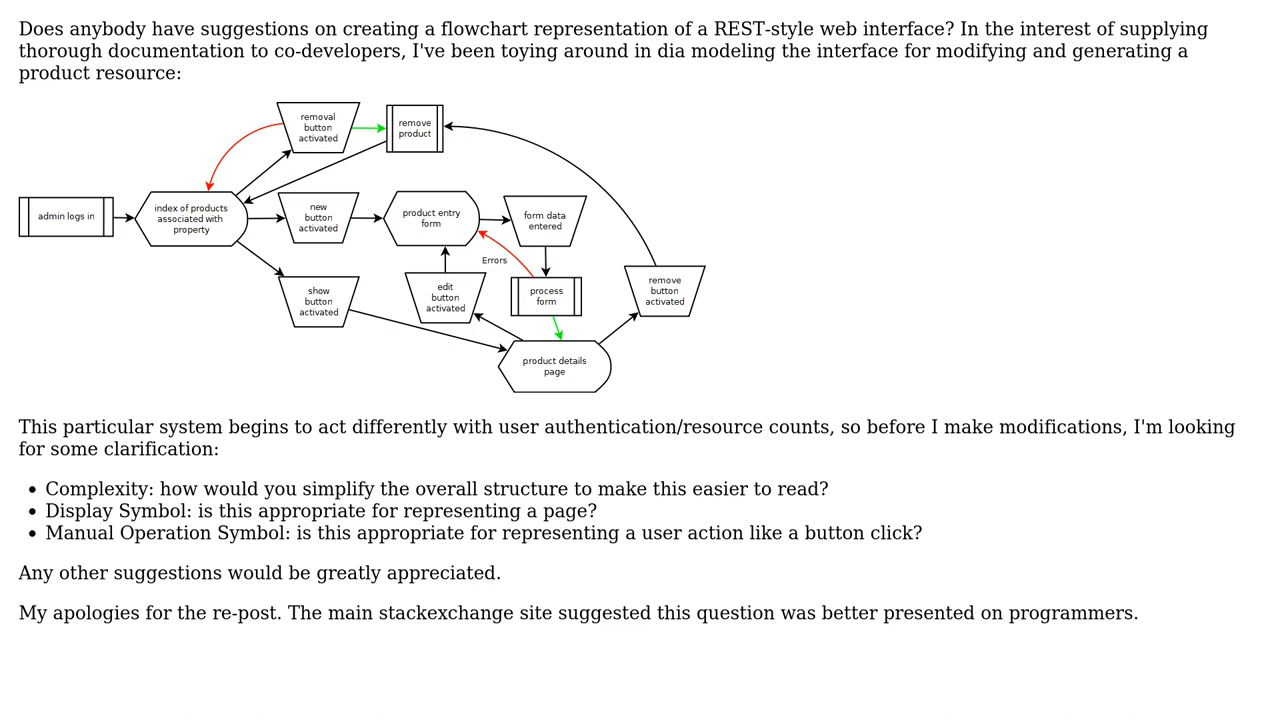 Does anybody have suggestions on creating a flowchart representation of a REST-style web interface? In the interest of supplying
thorough documentation to co-developers, I've been toying around in dia modeling the interface for modifying and generating a
product resource:
removal
button
activated
remove
product
admin logs in
index of products
associated with
property
new
button
activated
product entry
form
form data
entered
Errors
show
button
activated
edit
button
activated
process
form
remove
button
activated
product details
page
This particular system begins to act differently with user authentication/resource counts, so before I make modifications, I'm looking
for some clarification:
• Complexity: how would you simplify the overall structure to make this easier to read?
• Display Symbol: is this appropriate for representing a page?
• Manual Operation Symbol: is this appropriate for representing a user action like a button click?
Any other suggestions would be greatly appreciated.
My apologies for the re-post. The main stackexchange site suggested this question was better presented on programmers.